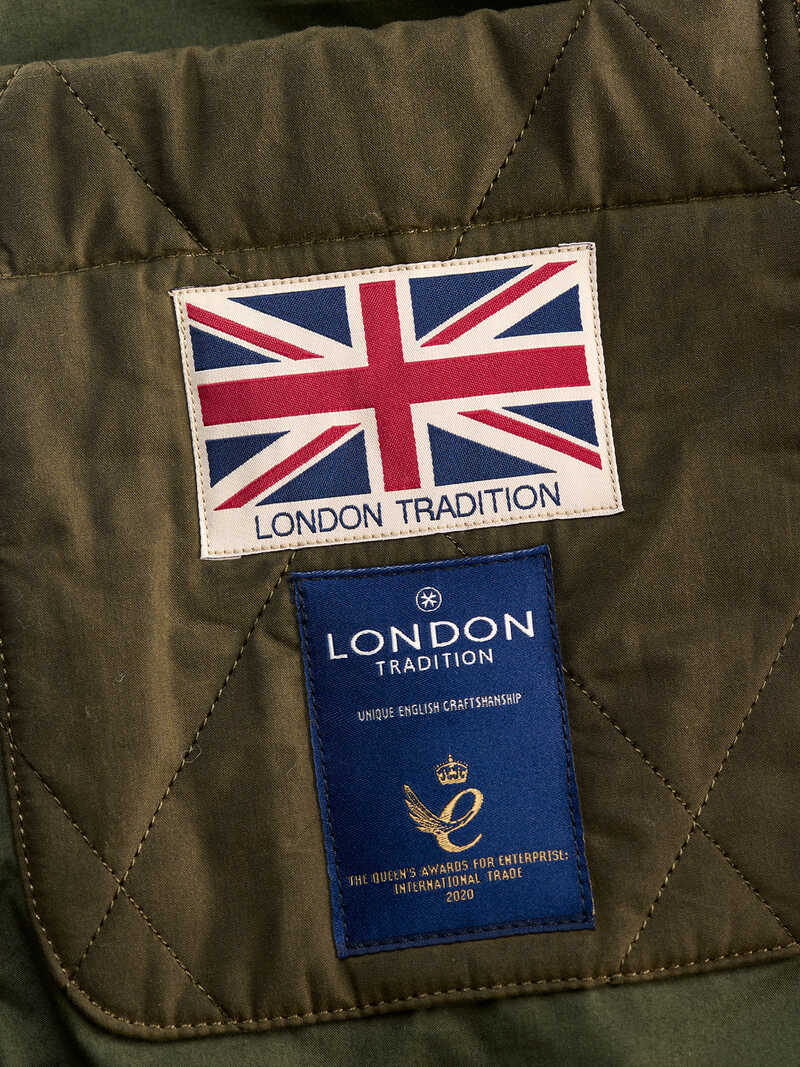 LONDON TRADITION
LONDON
TRADITION
UNIQUE ENGLISH CRAFTSHANSHIP
THE QUEEN'S AWARDS FOR ENTERPRISE:
INTERNATIONAL TRADE
2020